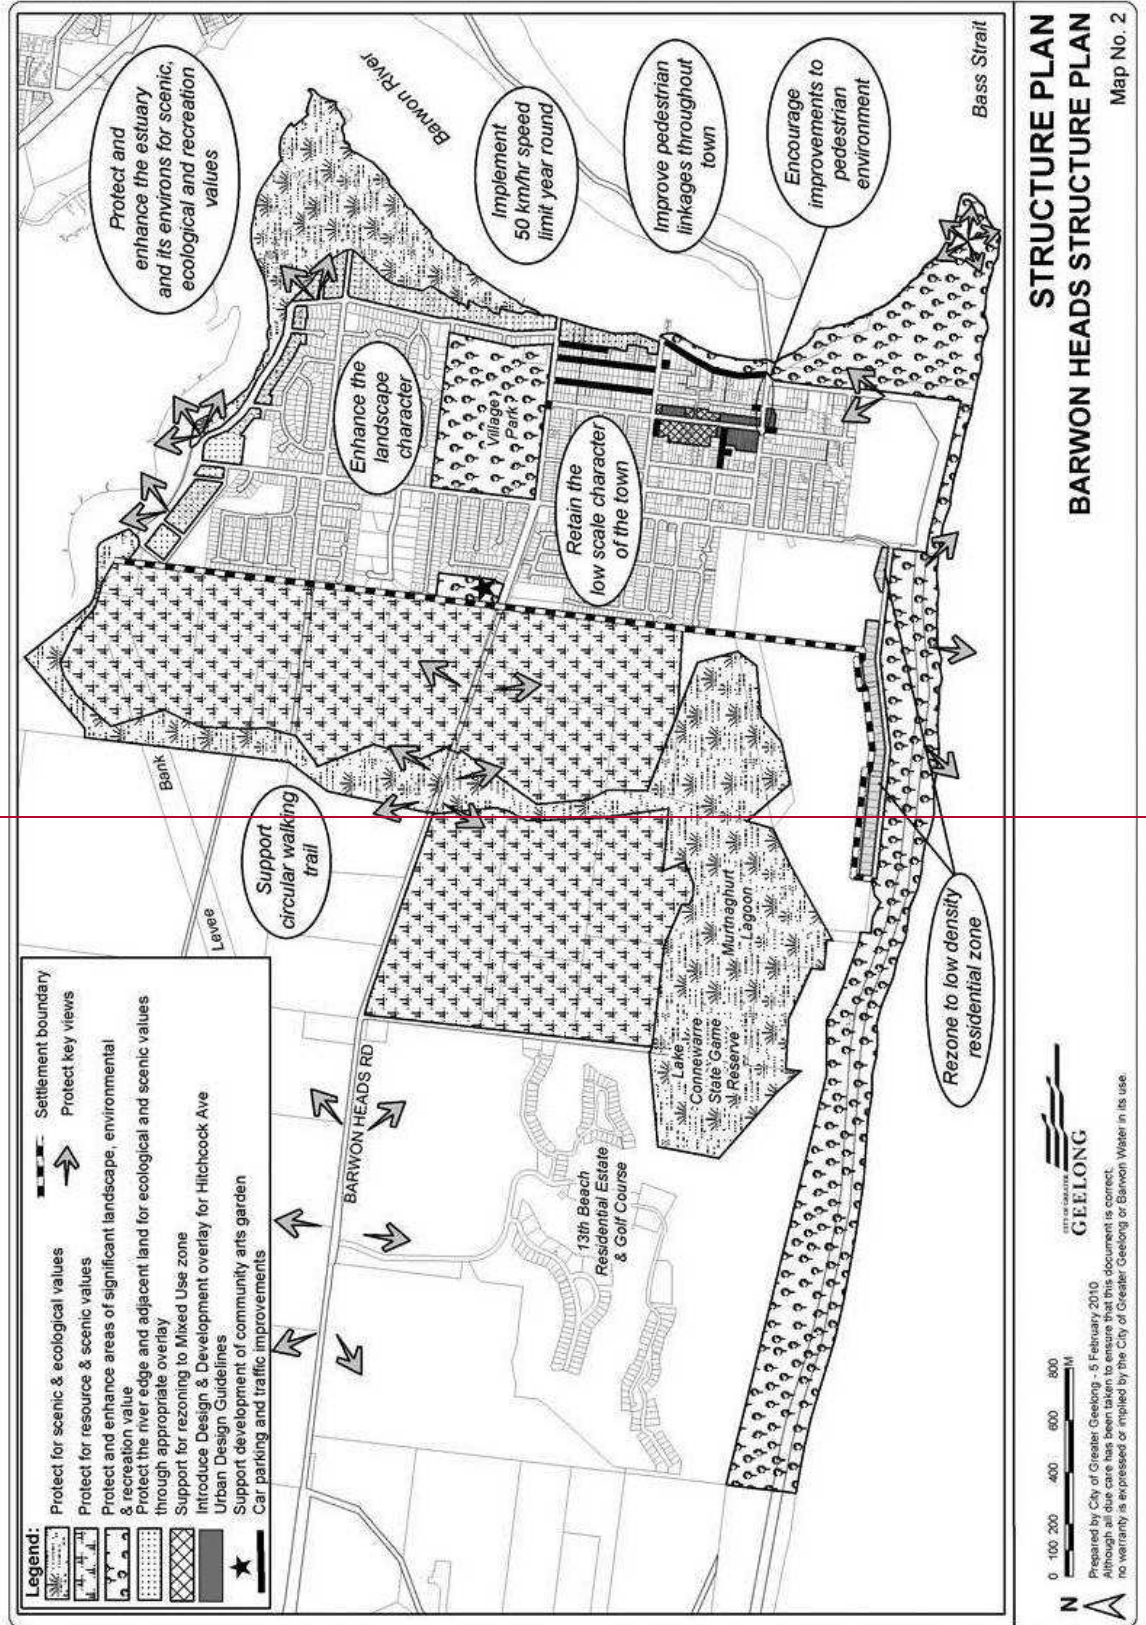 Legend:
Protect for scenic & ecological values
Protect for resource & scenic values
Protect and enhance areas of significant landscape, environmental
& recreation value
Protect the river edge and adjacent land for ecological and scenic values
through appropriate overlay
Support for rezoning to Mixed Use zone
Introduce Design & Development overlay for Hitchcock Ave
Urban Design Guidelines
Support development of community arts garden
Car parking and traffic improvements
Settlement boundary
Protect key views
Levee
Bank
Support
circular walking
trail
Protect and
enhance the estuary
and its environs for scenic,
ecological and recreation
values
Barwon River
Enhance the
landscape
character
Implement
50 km/hr speed
limit year round
Village
Park
Retain the
low scale character
of the town
Improve pedestrian
linkages throughout
town
Encourage
improvements to
pedestrian
environment
BARWON HEADS RD
13th Beach
Residential Estate
& Golf Course
Lake
Connewarre
State Game
Reserve
Murtnaghurt
Lagoon
Rezone to low density
residential zone
Bass Strait
N
0 100 200 400 600 800
M
Prepared by City of Greater Geelong - 5 February 2010
Although all due care has been taken to ensure that this document is correct,
no warranty is expressed or implied by the City of Greater Geelong or Barwon Water in its use.
CITY OF GREATER
GEELONG
STRUCTURE PLAN
BARWON HEADS STRUCTURE PLAN
Map No. 2